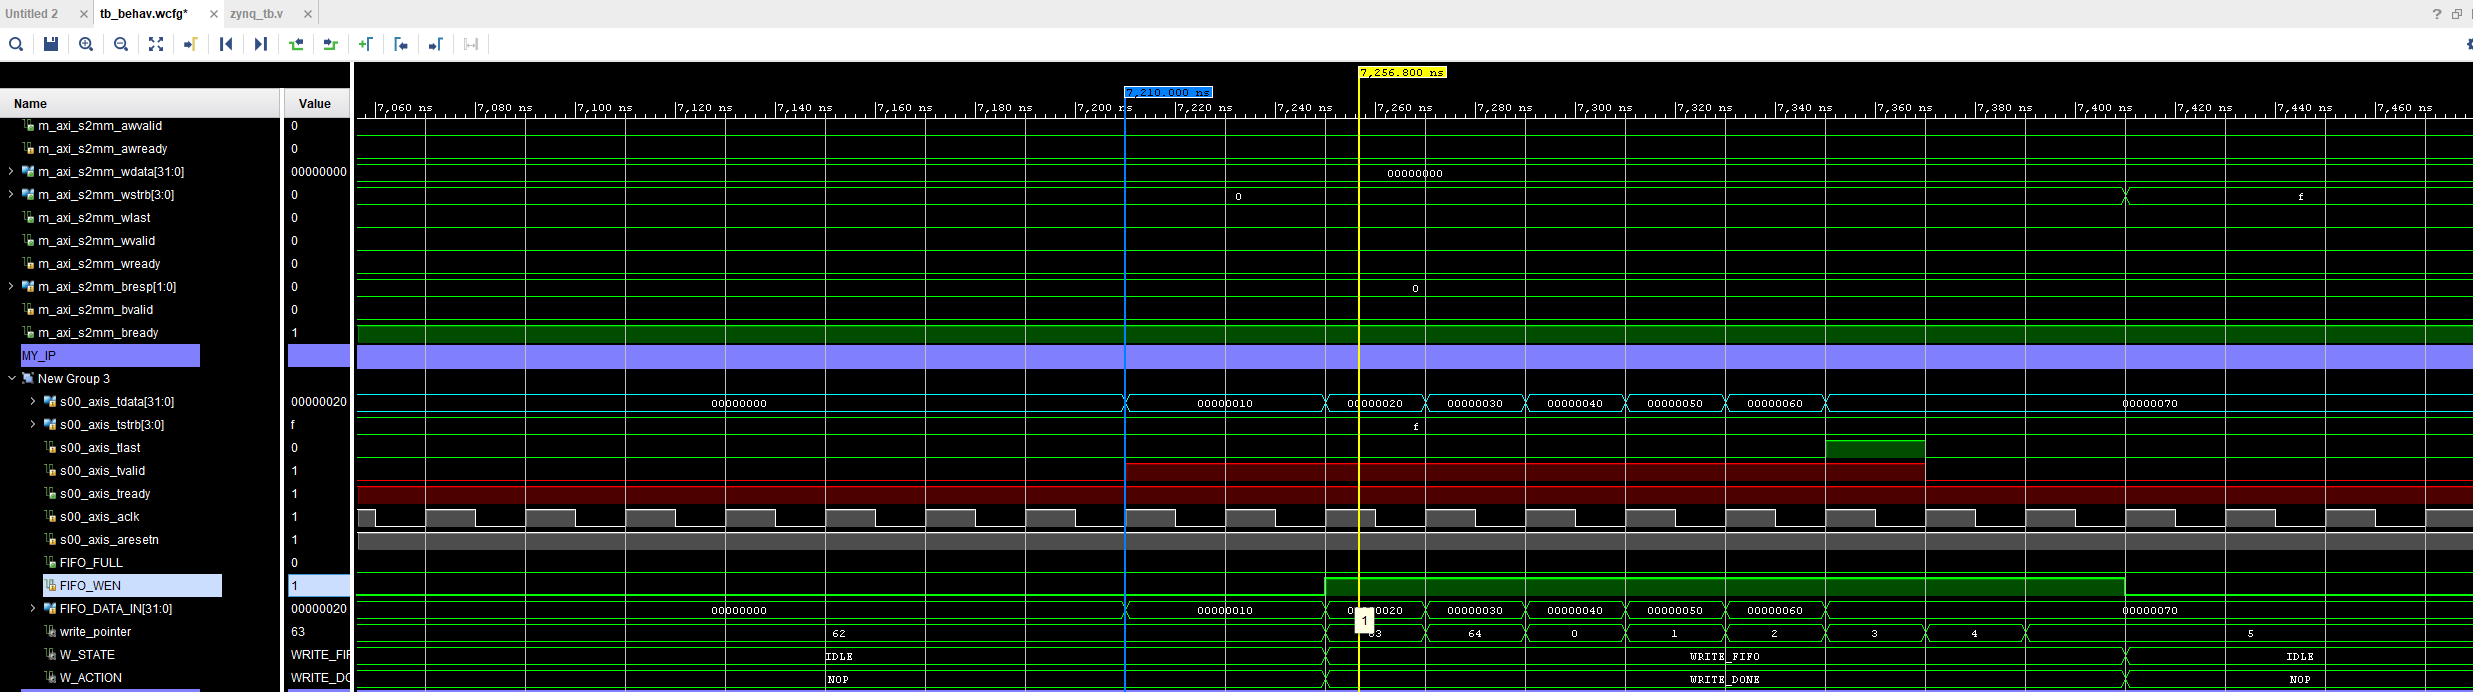 Untitled 2 × tb_behav.wcfg* × zynq_tb.v ×
?
7,256.800 ns
7,210.000 ns
Name Value
7,060 ns 7,080 ns 7,100 ns 7,120 ns 7,140 ns 7,160 ns 7,180 ns 7,200 ns 7,220 ns 7,240 ns 7,260 ns 7,280 ns 7,300 ns 7,320 ns 7,340 ns 7,360 ns 7,380 ns 7,400 ns 7,420 ns 7,440 ns 7,460 ns
m_axi_s2mm_awvalid 0
m_axi_s2mm_awready 0
m_axi_s2mm_wdata[31:0] 00000000 00000000
m_axi_s2mm_wstrb[3:0] 0 0 f
m_axi_s2mm_wlast 0
m_axi_s2mm_wvalid 0
m_axi_s2mm_wready 0
m_axi_s2mm_bresp[1:0] 0 0
m_axi_s2mm_bvalid 0
m_axi_s2mm_bready 1
MY_IP
New Group 3
s00_axis_tdata[31:0] 00000020 00000000 00000010 00000020 00000030 00000040 00000050 00000060 00000070
s00_axis_tstrb[3:0] f f
s00_axis_tlast 0
s00_axis_tvalid 1
s00_axis_tready 1
s00_axis_aclk 1
s00_axis_aresetn 1
FIFO_FULL 0
FIFO_WEN 1
FIFO_DATA_IN[31:0] 00000020 00000000 00000010 00000020 00000030 00000040 00000050 00000060 00000070
write_pointer 63 62 1 63 64 0 1 2 3 4 5
W_STATE WRITE_FIF IDLE WRITE_FIFO IDLE
W_ACTION WRITE_DO NOP WRITE_DONE NOP